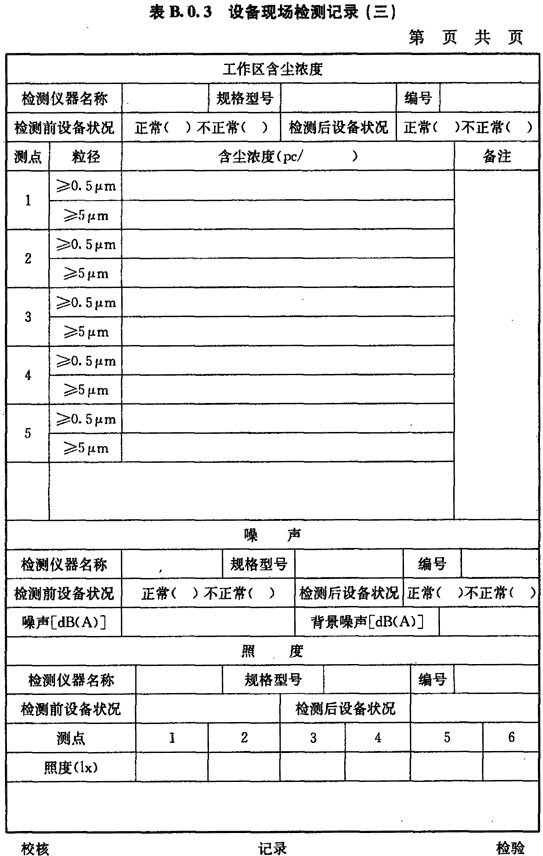 表 B.0.3 设备现场检测记录 (三)
第 页 共 页
工作区含尘浓度
检测仪器名称 规格型号 编号
检测前设备状况 正常( )不正常( ) 检测后设备状况 正常( )不正常( )
测点 粒径 含尘浓度(pc/ ) 备注
1 ≥0.5μm
≥5μm
2 ≥0.5μm
≥5μm
3 ≥0.5μm
≥5μm
4 ≥0.5μm
≥5μm
5 ≥0.5μm
≥5μm
噪 声
检测仪器名称 规格型号 编号
检测前设备状况 正常( )不正常( ) 检测后设备状况 正常( )不正常( )
噪声[dB(A)] 背景噪声[dB(A)]
照 度
检测仪器名称 规格型号 编号
检测前设备状况 检测后设备状况
测点 1 2 3 4 5 6
照度(lx)
校核 记录 检验